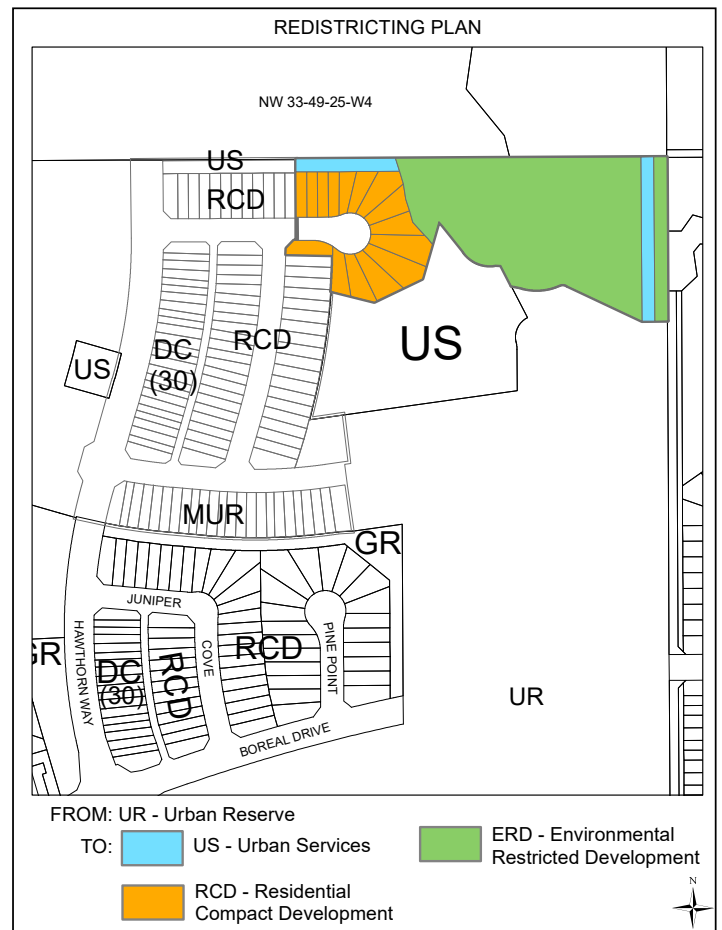 REDISTRICTING PLAN
NW 33-49-25-W4
US
RCD
DC
(30)
RCD
US
US
MUR
GR
JUNIPER
HAWTHORN WAY
COVE
PINE POINT
GR
DC
(30)
RCD
RCD
UR
BOREAL DRIVE
FROM: UR - Urban Reserve
TO:
US - Urban Services
ERD - Environmental
Restricted Development
RCD - Residential
Compact Development
N